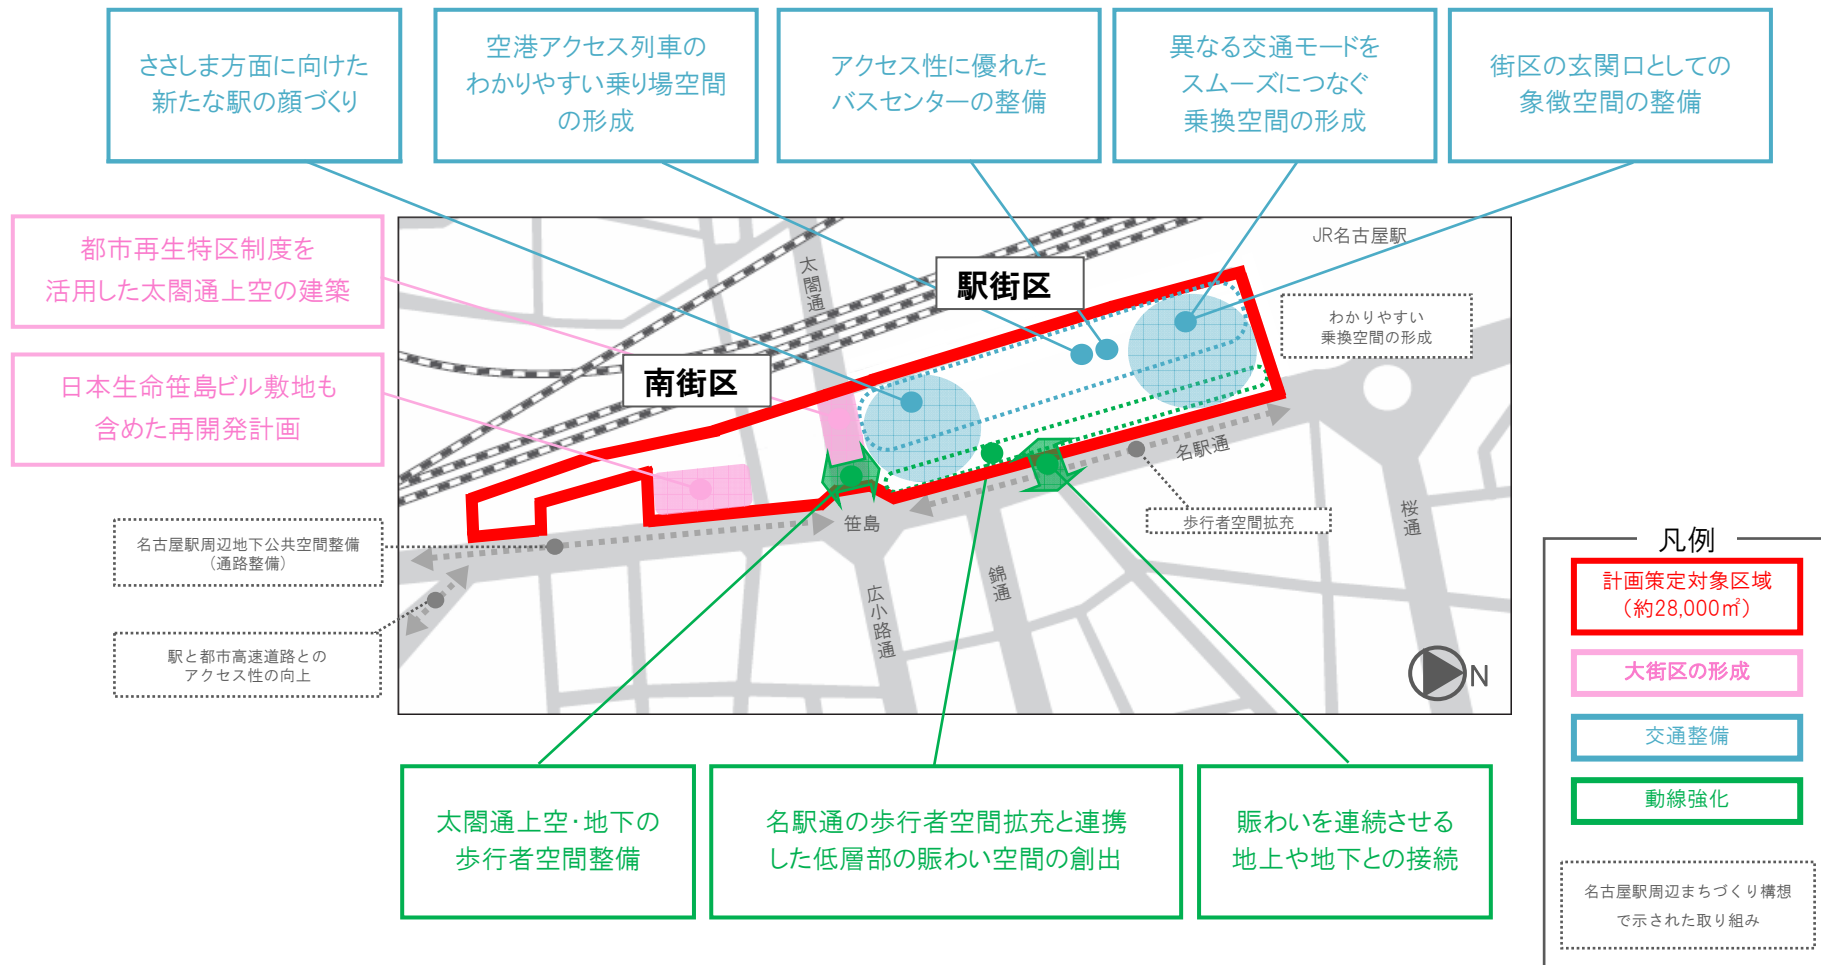 ささしま方面に向けた
新たな駅の顔づくり
空港アクセス列車の
わかりやすい乗り場空間
の形成
アクセス性に優れた
バスセンターの整備
異なる交通モードを
スムーズにつなぐ
乗換空間の形成
街区の玄関口としての
象徴空間の整備
都市再生特区制度を
活用した太閤通上空の建築
日本生命笹島ビル敷地も
含めた再開発計画
JR名古屋駅
太閤通
駅街区
南街区
わかりやすい
乗換空間の形成
名駅通
笹島
歩行者空間拡充
桜通
錦通
広小路通
N
名古屋駅周辺地下公共空間整備
（通路整備）
駅と都市高速道路との
アクセス性の向上
太閤通上空・地下の
歩行者空間整備
名駅通の歩行者空間拡充と連携
した低層部の賑わい空間の創出
賑わいを連続させる
地上や地下との接続
凡例
計画策定対象区域
（約28,000㎡）
大街区の形成
交通整備
動線強化
名古屋駅周辺まちづくり構想
で示された取り組み